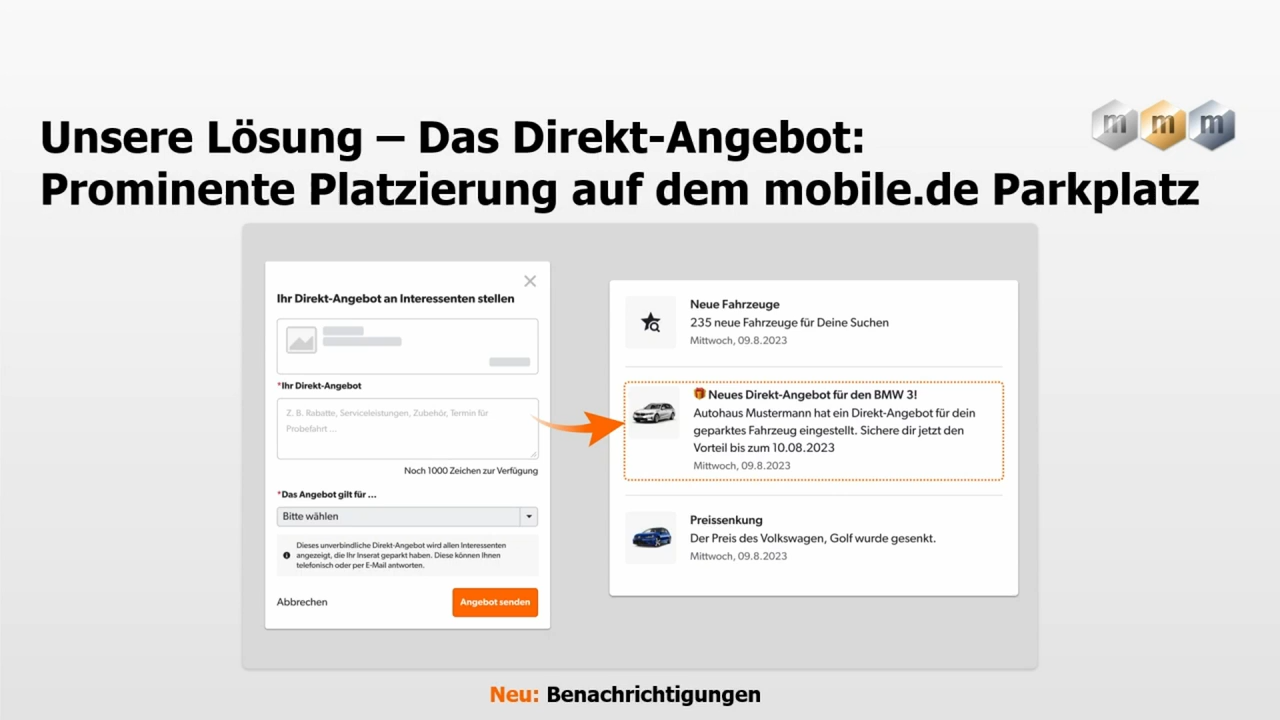 Unsere Lösung – Das Direkt-Angebot:
Prominente Platzierung auf dem mobile.de Parkplatz
m m m
Ihr Direkt-Angebot an Interessenten stellen
*Ihr Direkt-Angebot
Z. B. Rabatte, Serviceleistungen, Zubehör, Termin für
Probefahrt ...
Noch 1000 Zeichen zur Verfügung
*Das Angebot gilt für ...
Bitte wählen
Dieses unverbindliche Direkt-Angebot wird allen Interessenten
angezeigt, die Ihr Inserat geparkt haben. Diese können Ihnen
telefonisch oder per E-Mail antworten.
Abbrechen
Angebot senden
Neue Fahrzeuge
235 neue Fahrzeuge für Deine Suchen
Mittwoch, 09.8.2023
Neues Direkt-Angebot für den BMW 3!
Autohaus Mustermann hat ein Direkt-Angebot für dein
geparktes Fahrzeug eingestellt. Sichere dir jetzt den
Vorteil bis zum 10.08.2023
Mittwoch, 09.8.2023
Preissenkung
Der Preis des Volkswagen, Golf wurde gesenkt.
Mittwoch, 09.8.2023
Neu: Benachrichtigungen